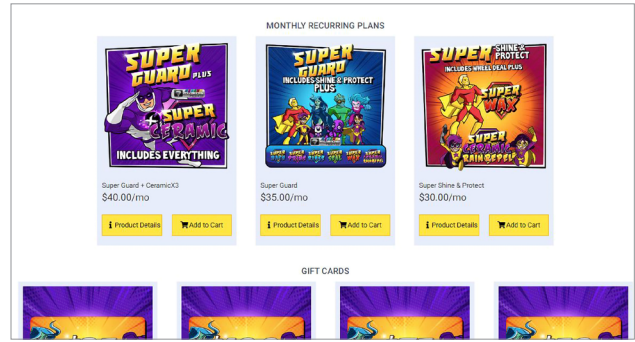 MONTHLY RECURRING PLANS
SUPER
GUARD PLUS
SUPER
CERAMIC
INCLUDES EVERYTHING
Super Guard + CeramicX3
$40.00/mo
Product Details
Add to Cart
SUPER
GUARD
INCLUDES SHINE & PROTECT
PLUS
Super Guard
$35.00/mo
Product Details
Add to Cart
SUPER SHINE & PROTECT
INCLUDES WHEEL DEAL PLUS
SUPER
WAX
SUPER
CERAMIC
RAIN REPEL
Super Shine & Protect
$30.00/mo
Product Details
Add to Cart
GIFT CARDS